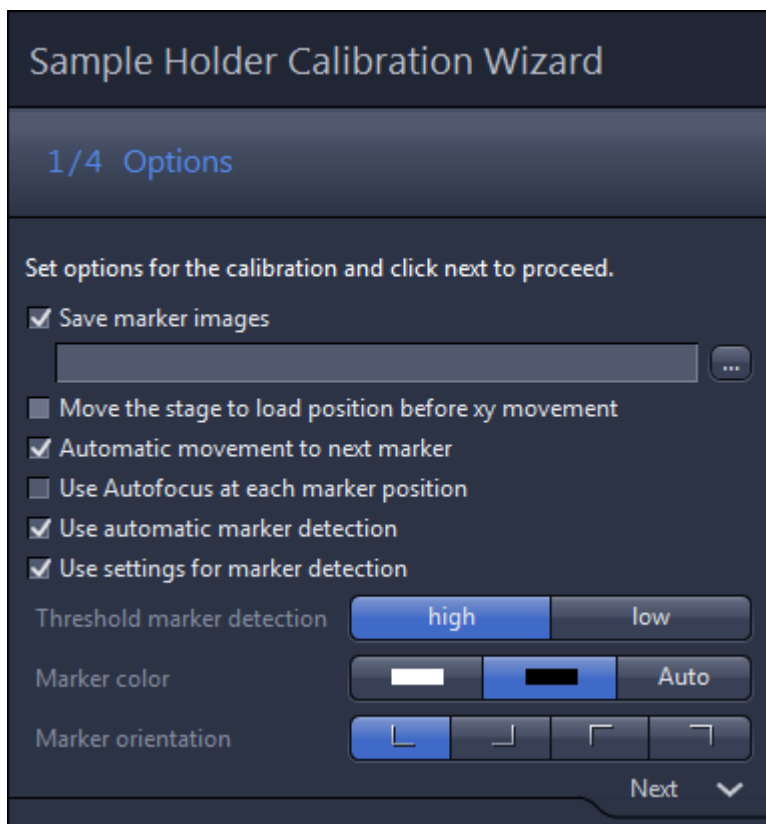 Sample Holder Calibration Wizard
1/4 Options
Set options for the calibration and click next to proceed.
Save marker images
...
Move the stage to load position before xy movement
Automatic movement to next marker
Use Autofocus at each marker position
Use automatic marker detection
Use settings for marker detection
Threshold marker detection high low
Marker color Auto
Marker orientation
Next